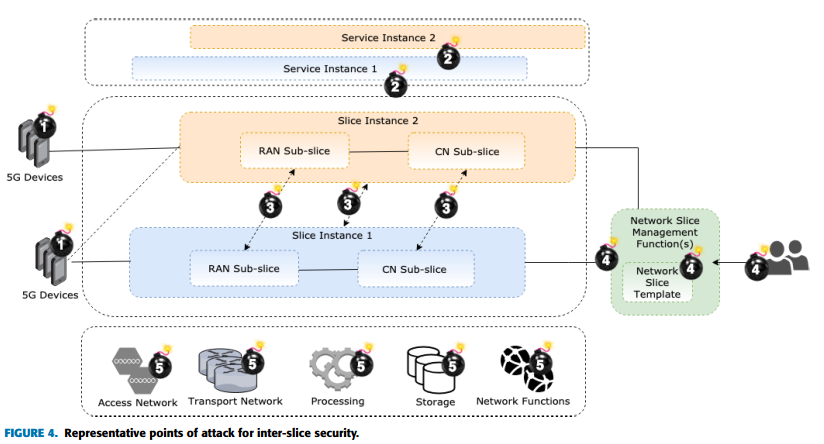 Service Instance 2
2
Service Instance 1
2
1
5G Devices
Slice Instance 2
RAN Sub-slice
CN Sub-slice
3
3
3
1
5G Devices
Slice Instance 1
RAN Sub-slice
CN Sub-slice
Network Slice
Management
Function(s)
4
Network
Slice
Template
4
4
5
Access Network
5
Transport Network
5
Processing
5
Storage
5
Network Functions
FIGURE 4. Representative points of attack for inter-slice security.